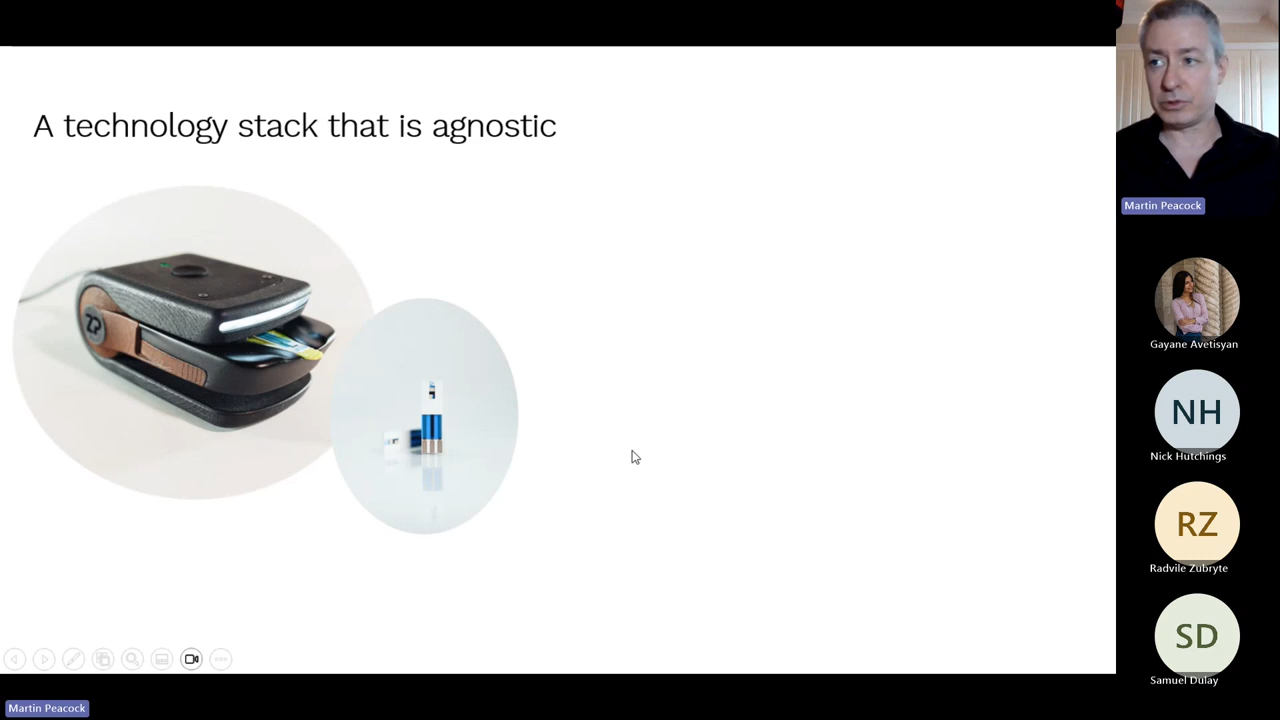 A technology stack that is agnostic
ZP
Martin Peacock
Gayane Avetisyan
NH
Nick Hutchings
RZ
Radvile Zubryte
SD
Samuel Dulay
Martin Peacock